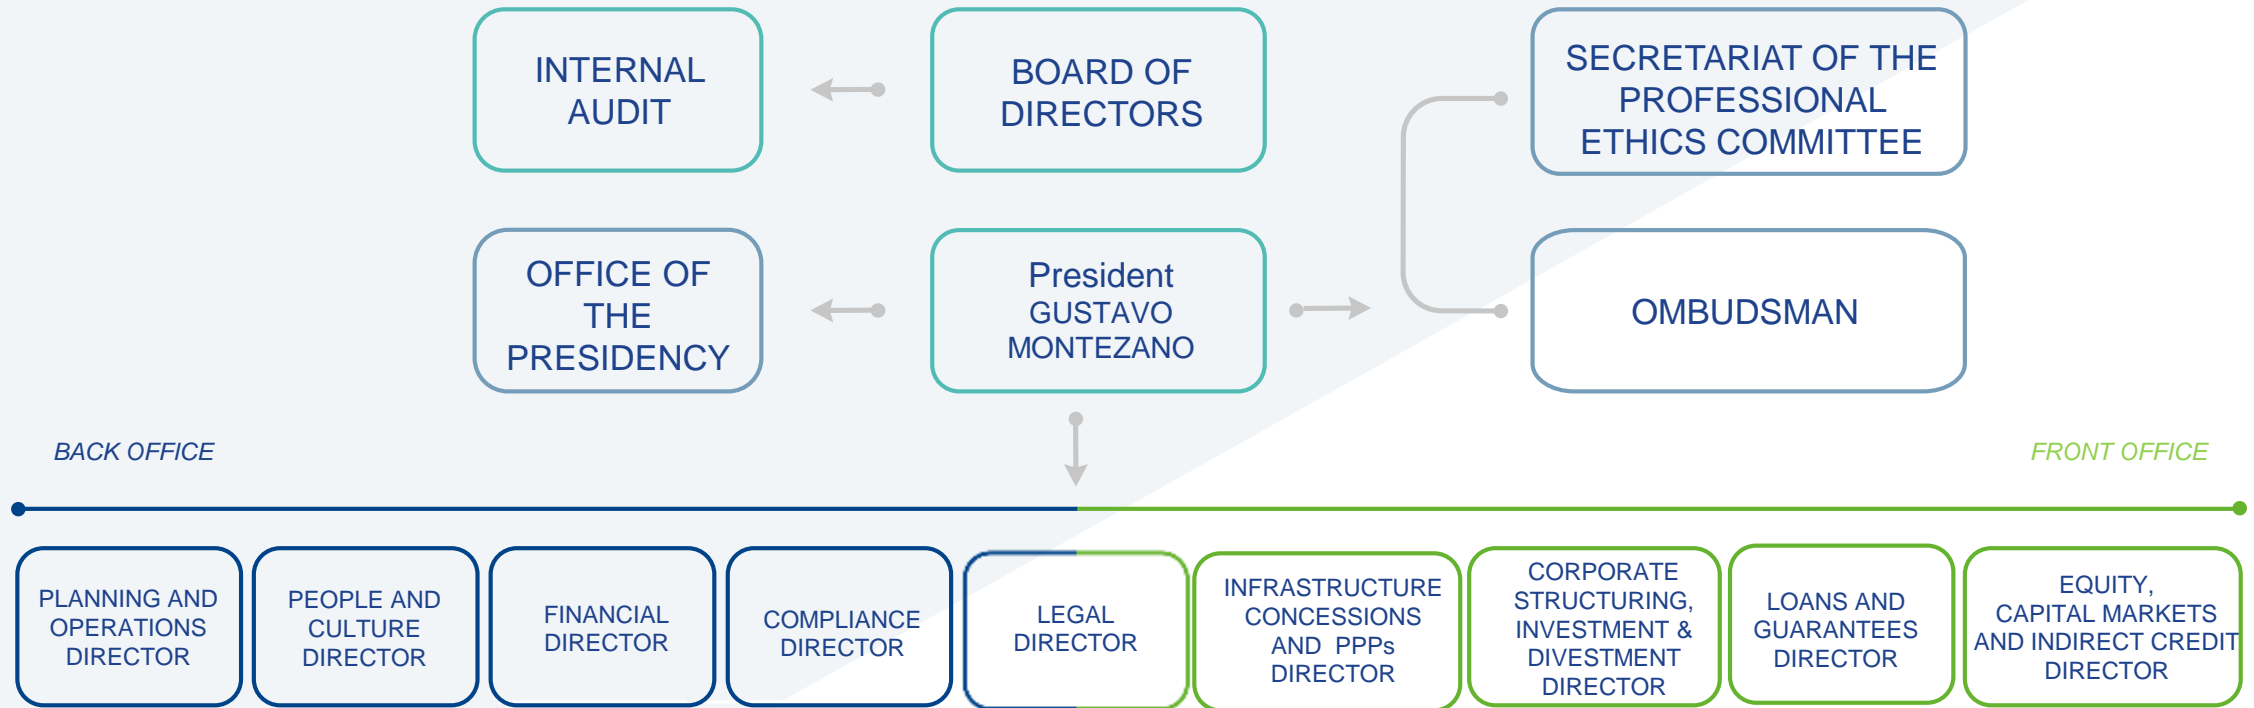 INTERNAL
AUDIT
BOARD OF
DIRECTORS
SECRETARIAT OF THE
PROFESSIONAL
ETHICS COMMITTEE
OFFICE OF
THE
PRESIDENCY
President
GUSTAVO
MONTEZANO
OMBUDSMAN
BACK OFFICE
FRONT OFFICE
PLANNING AND
OPERATIONS
DIRECTOR
PEOPLE AND
CULTURE
DIRECTOR
FINANCIAL
DIRECTOR
COMPLIANCE
DIRECTOR
LEGAL
DIRECTOR
INFRASTRUCTURE
CONCESSIONS
AND PPPs
DIRECTOR
CORPORATE
STRUCTURING,
INVESTMENT &
DIVESTMENT
DIRECTOR
LOANS AND
GUARANTEES
DIRECTOR
EQUITY,
CAPITAL MARKETS
AND INDIRECT CREDIT
DIRECTOR